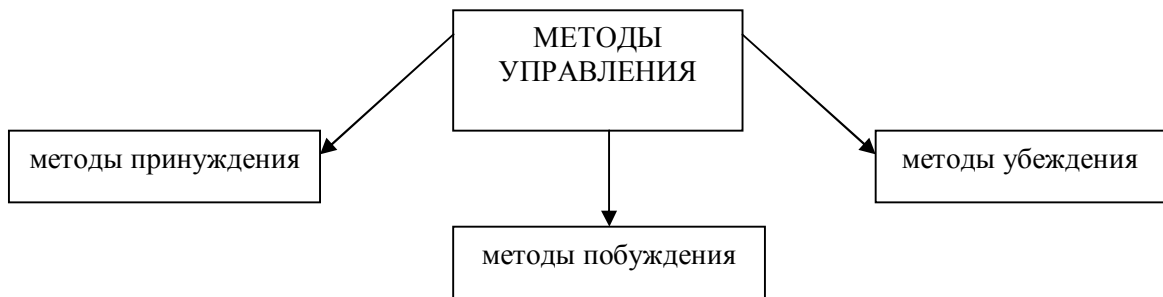 МЕТОДЫ
УПРАВЛЕНИЯ
методы принуждения
методы убеждения
методы побуждения